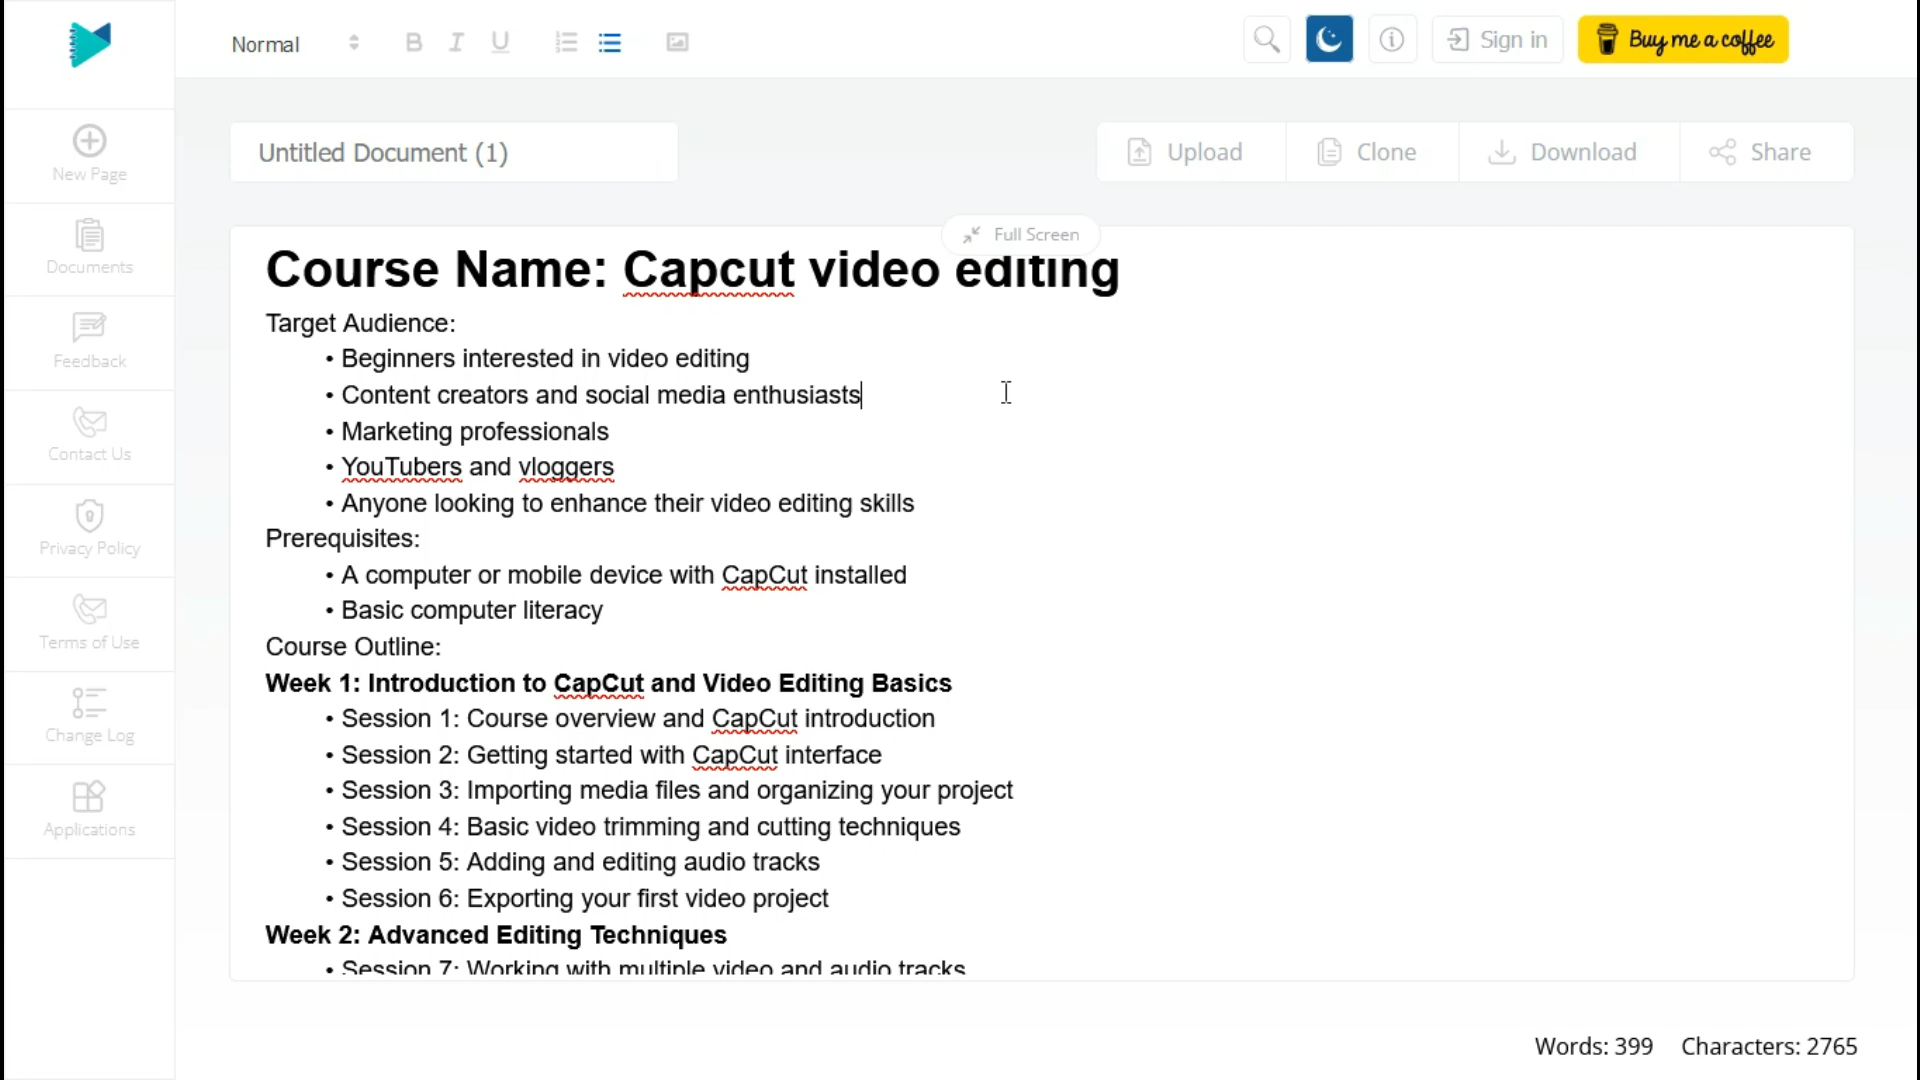 Normal
B I U
Sign in
Buy me a coffee
New Page
Documents
Feedback
Contact Us
Privacy Policy
Terms of Use
Change Log
Applications
Untitled Document (1)
Upload
Clone
Download
Share
Full Screen
Course Name: Capcut video editing
Target Audience:
• Beginners interested in video editing
• Content creators and social media enthusiasts
• Marketing professionals
• YouTubers and vloggers
• Anyone looking to enhance their video editing skills
Prerequisites:
• A computer or mobile device with CapCut installed
• Basic computer literacy
Course Outline:
Week 1: Introduction to CapCut and Video Editing Basics
• Session 1: Course overview and CapCut introduction
• Session 2: Getting started with CapCut interface
• Session 3: Importing media files and organizing your project
• Session 4: Basic video trimming and cutting techniques
• Session 5: Adding and editing audio tracks
• Session 6: Exporting your first video project
Week 2: Advanced Editing Techniques
• Session 7: Working with multiple video and audio tracks
Words: 399 Characters: 2765